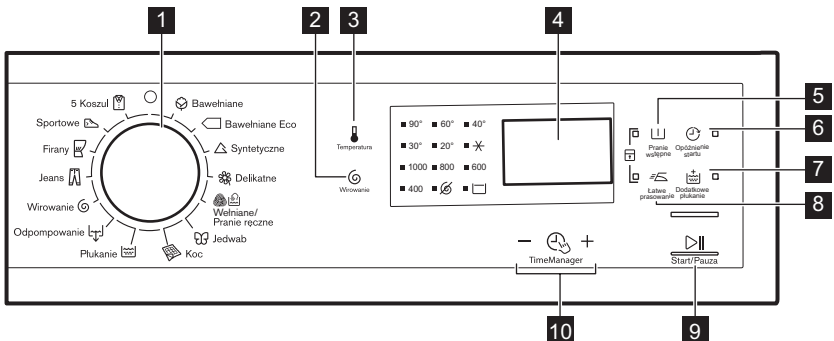 1
2
3
4
5
6
7
8
9
10
5 Koszul
Sportowe
Firany
Jeans
Wirowanie
Odpompowanie
Płukanie
Bawełniane
Bawełniane Eco
Syntetyczne
Delikatne
Wełniane/
Pranie ręczne
Jedwab
Koc
Temperatura
Wirowanie
90° 60° 40°
30° 20°
1000 800 600
400
Pranie
wstępne
Opóźnienie
startu
Łatwe
prasowanie
Dodatkowe
płukanie
− +
TimeManager
Start/Pauza